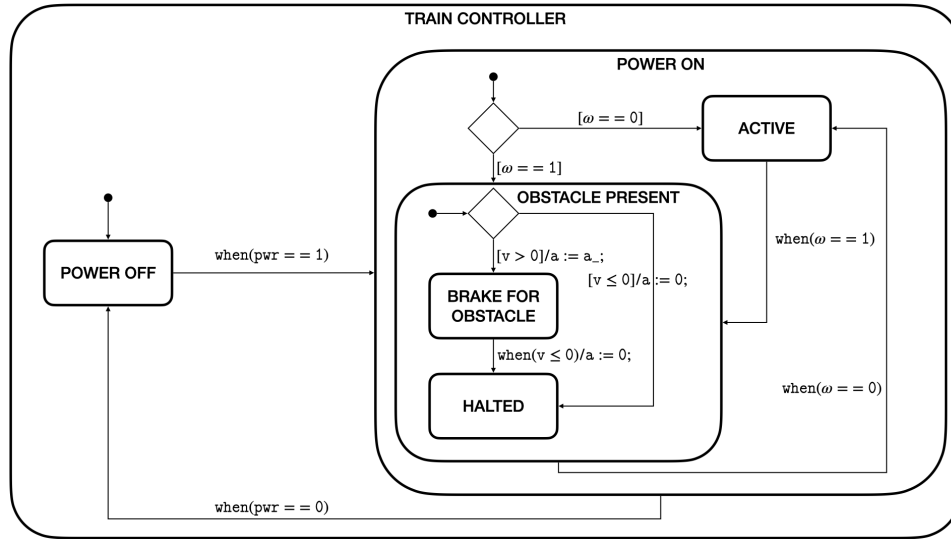 TRAIN CONTROLLER
POWER ON
[ω == 0]
ACTIVE
[ω == 1]
OBSTACLE PRESENT
when(ω == 1)
POWER OFF
when(pwr == 1)
[v > 0]/a := a_;
[v ≤ 0]/a := 0;
BRAKE FOR
OBSTACLE
when(v ≤ 0)/a := 0;
when(ω == 0)
HALTED
when(pwr == 0)